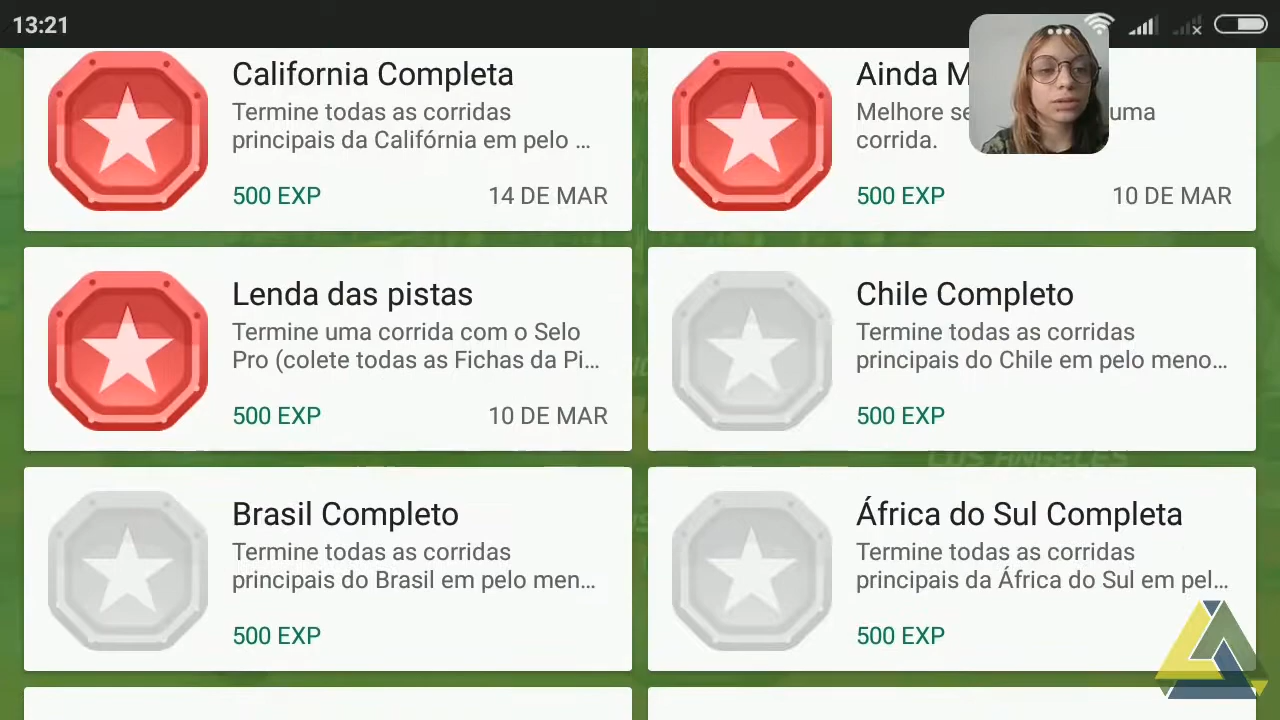 13:21
California Completa
Termine todas as corridas
principais da Califórnia em pelo ...
500 EXP
14 DE MAR
Ainda
Melhore uma
corrida.
500 EXP
10 DE MAR
Lenda das pistas
Termine uma corrida com o Selo
Pro (colete todas as Fichas da Pi...
500 EXP
10 DE MAR
Chile Completo
Termine todas as corridas
principais do Chile em pelo meno...
500 EXP
LOS ANGELES
Brasil Completo
Termine todas as corridas
principais do Brasil em pelo men...
500 EXP
África do Sul Completa
Termine todas as corridas
principais da África do Sul em pel...
500 EXP